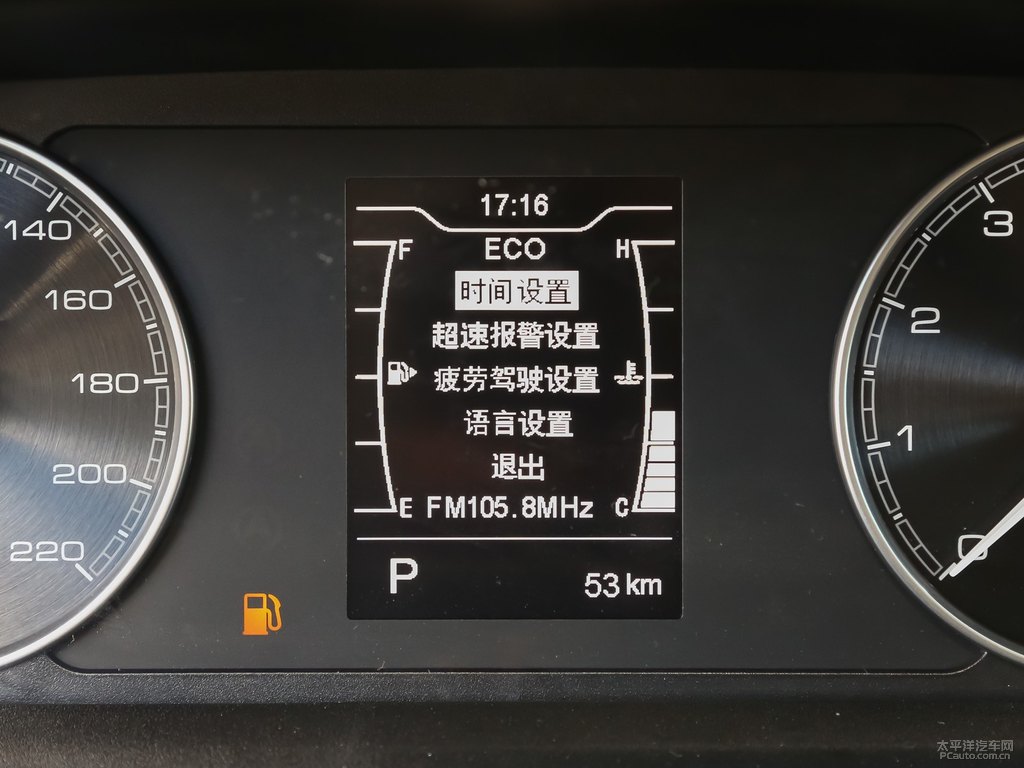 17:16
F ECO H
时间设置
超速报警设置
疲劳驾驶设置
语言设置
退出
E FM105.8MHz C
P 53km
140
160
180
200
220
3
2
1
0
太平洋汽车网
PCauto.com.cn